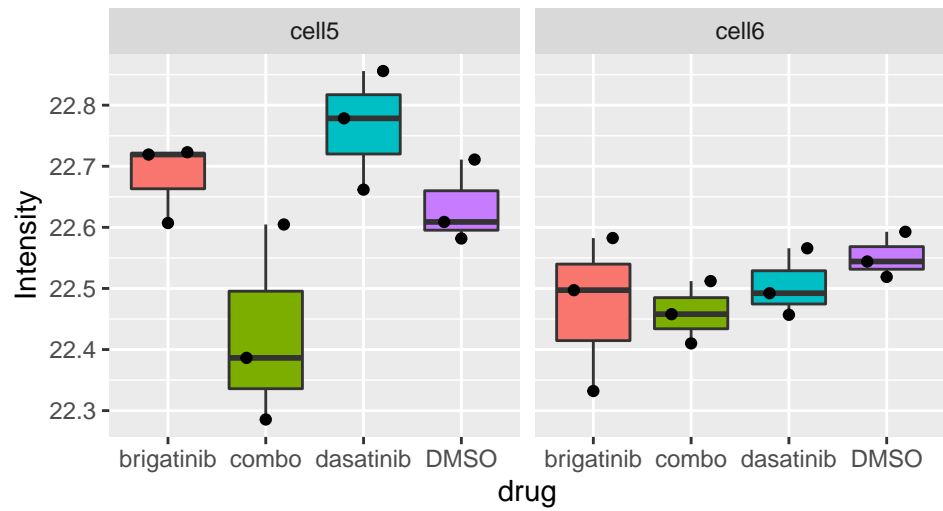 cell5 cell6
Intensity
22.8
22.7
22.6
22.5
22.4
22.3
brigatinib combo dasatinib DMSO brigatinib combo dasatinib DMSO
drug